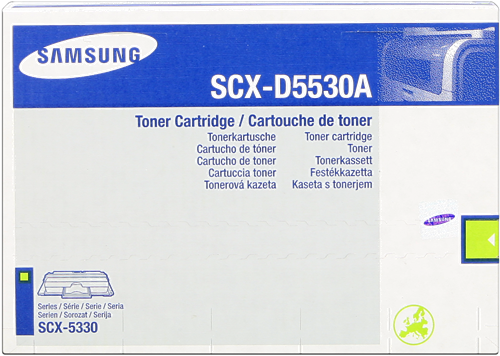 SAMSUNG
SCX-D5530A
Toner Cartridge / Cartouche de toner
Tonerkartusche Toner cartridge
Cartucho de tóner Toner
Cartucho de toner Tonerkassett
Cartuccia toner Festékkazetta
Tonerová kazeta Kaseta s tonerjem
SAMSUNG
Series / Série / Serie / Seria
Serien / Sorozat / Serija
SCX-5330